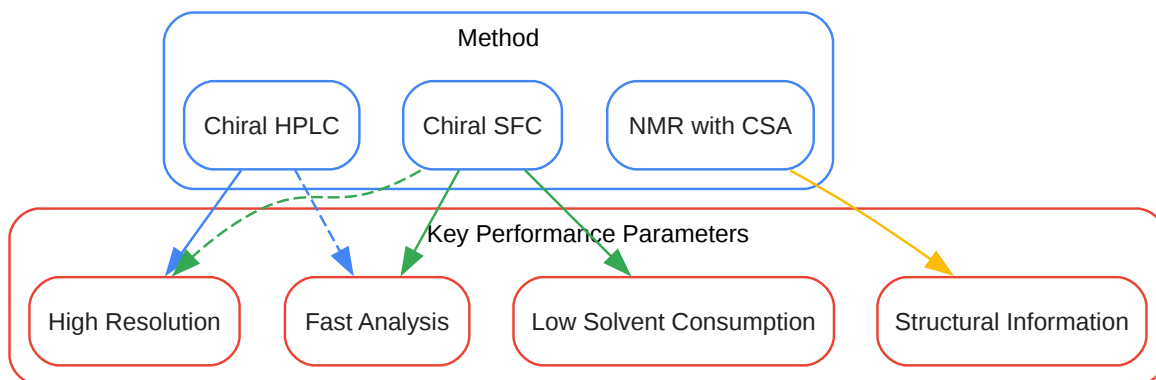 Method
Chiral HPLC
Chiral SFC
NMR with CSA
Key Performance Parameters
High Resolution
Fast Analysis
Low Solvent Consumption
Structural Information